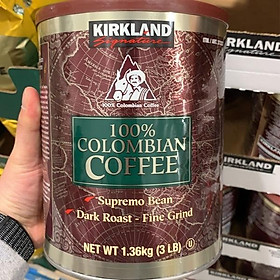 KIRKLAND
Signature
100% Colombian Coffee
100%
COLOMBIAN
COFFEE
Supremo Bean
Dark Roast - Fine Grind
NET WT 1.36kg (3 LB) U
KIRKLAND